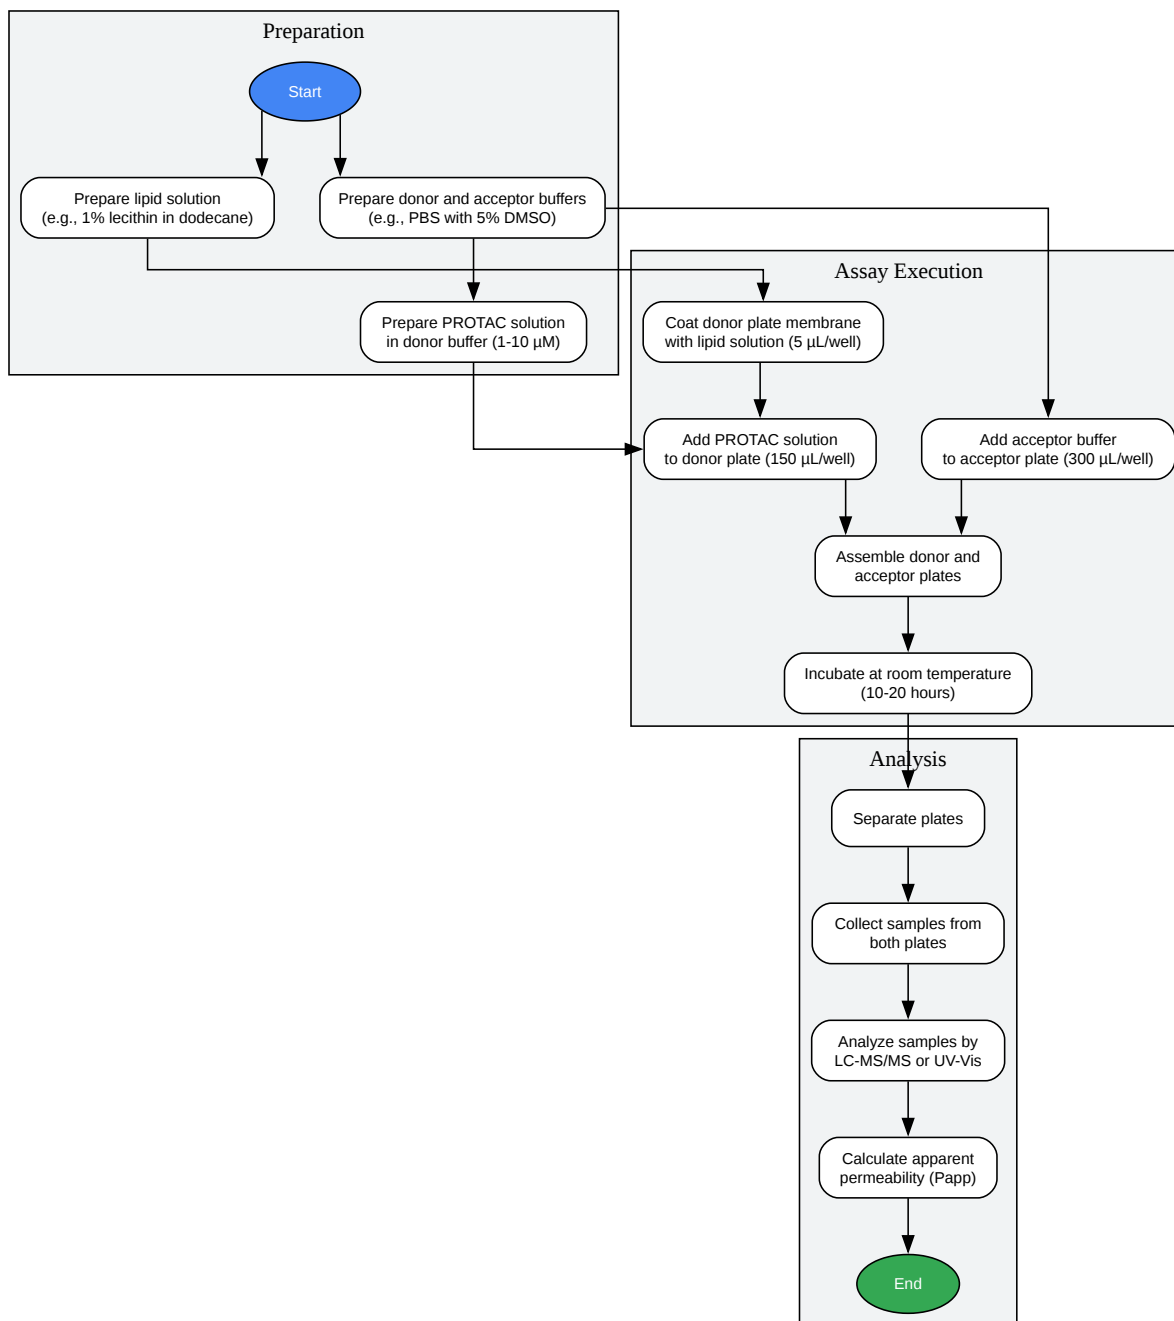 Preparation
Start
Prepare lipid solution
(e.g., 1% lecithin in dodecane)
Prepare donor and acceptor buffers
(e.g., PBS with 5% DMSO)
Prepare PROTAC solution
in donor buffer (1-10 µM)
Assay Execution
Coat donor plate membrane
with lipid solution (5 µL/well)
Add PROTAC solution
to donor plate (150 µL/well)
Add acceptor buffer
to acceptor plate (300 µL/well)
Assemble donor and
acceptor plates
Incubate at room temperature
(10-20 hours)
Analysis
Separate plates
Collect samples from
both plates
Analyze samples by
LC-MS/MS or UV-Vis
Calculate apparent
permeability (Papp)
End